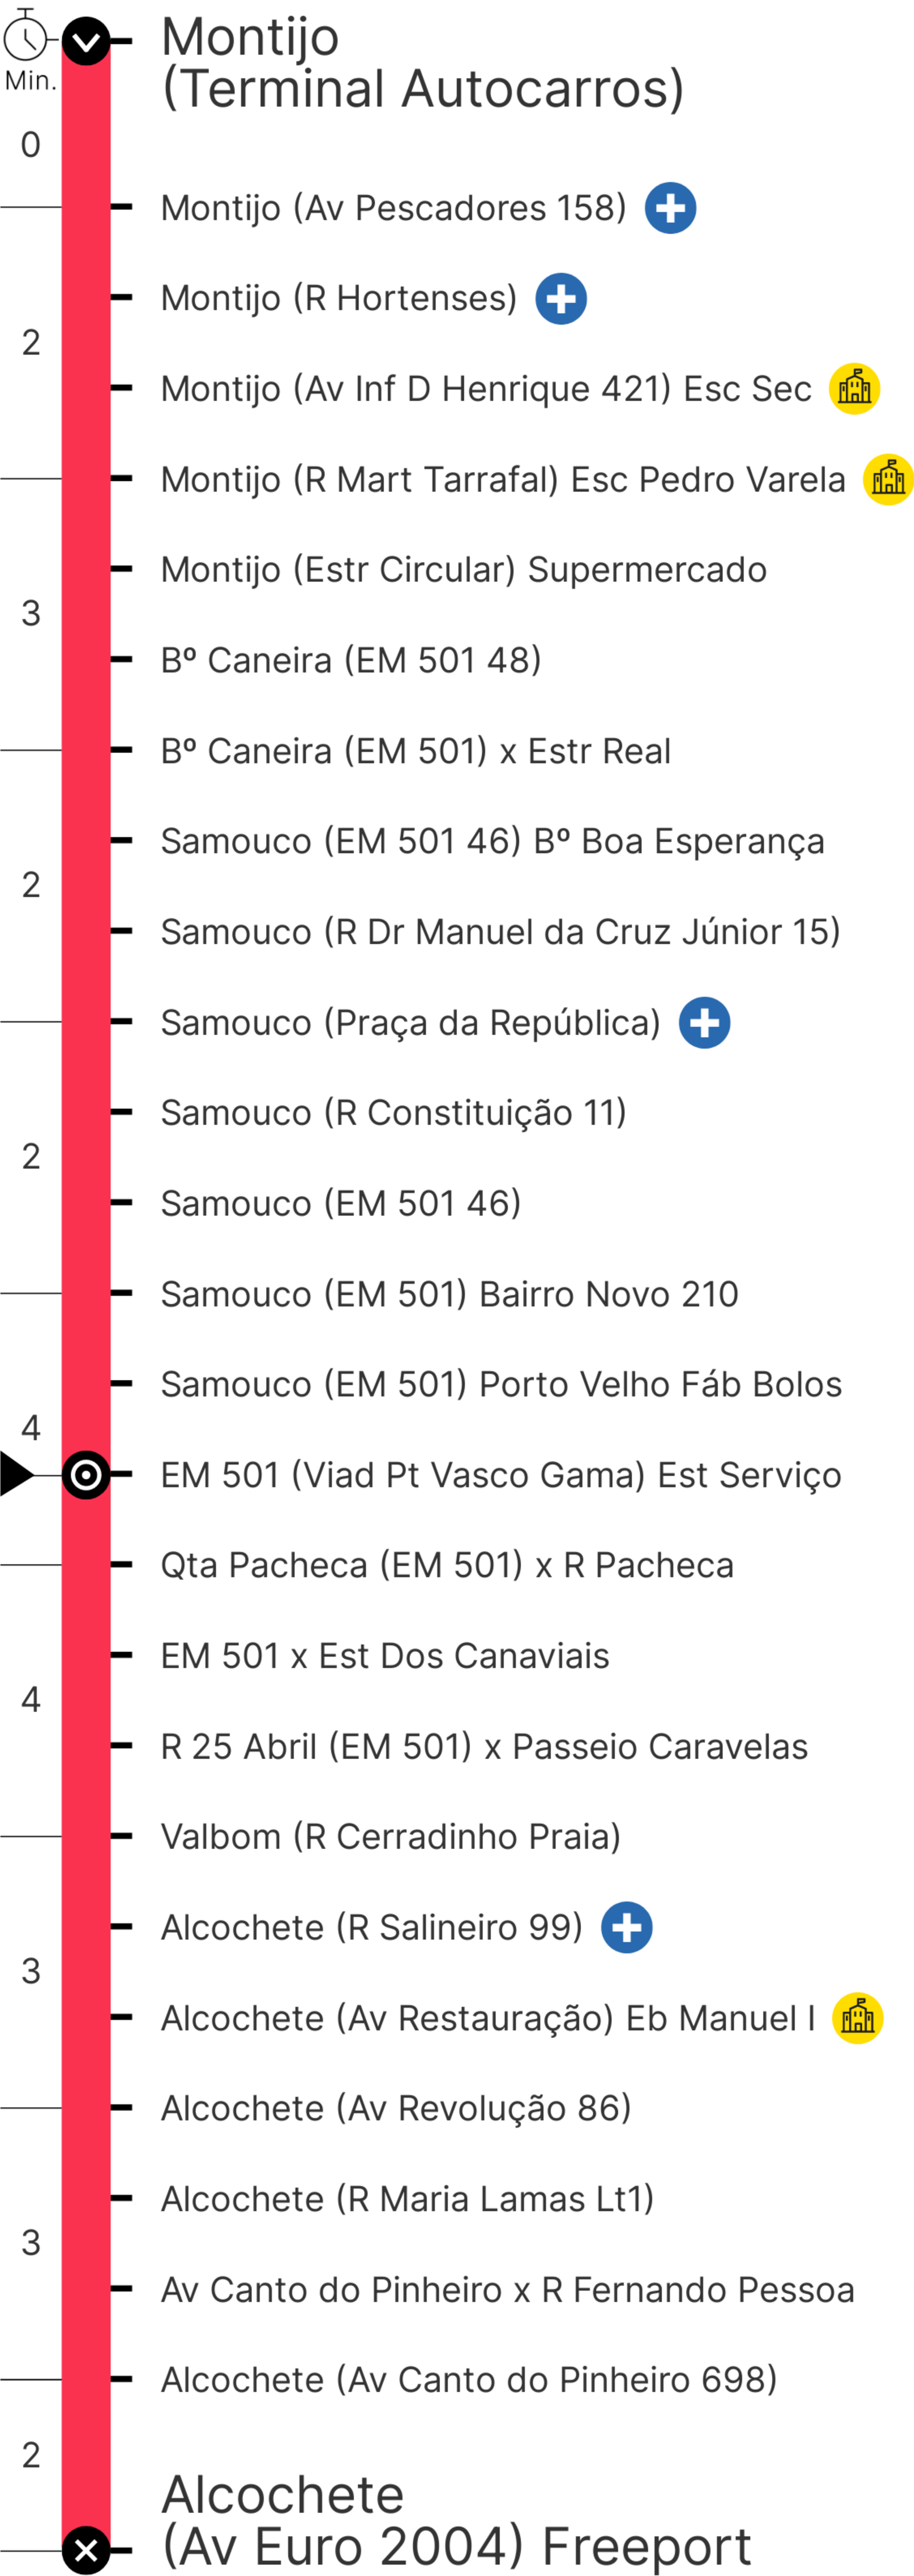 Min.
Montijo
(Terminal Autocarros)
0
Montijo (Av Pescadores 158)
Montijo (R Hortenses)
2
Montijo (Av Inf D Henrique 421) Esc Sec
Montijo (R Mart Tarrafal) Esc Pedro Varela
Montijo (Estr Circular) Supermercado
3
Bº Caneira (EM 501 48)
Bº Caneira (EM 501) x Estr Real
Samouco (EM 501 46) Bº Boa Esperança
2
Samouco (R Dr Manuel da Cruz Júnior 15)
Samouco (Praça da República)
Samouco (R Constituição 11)
2
Samouco (EM 501 46)
Samouco (EM 501) Bairro Novo 210
Samouco (EM 501) Porto Velho Fáb Bolos
4
EM 501 (Viad Pt Vasco Gama) Est Serviço
Qta Pacheca (EM 501) x R Pacheca
EM 501 x Est Dos Canaviais
4
R 25 Abril (EM 501) x Passeio Caravelas
Valbom (R Cerradinho Praia)
Alcochete (R Salineiro 99)
3
Alcochete (Av Restauração) Eb Manuel I
Alcochete (Av Revolução 86)
Alcochete (R Maria Lamas Lt1)
3
Av Canto do Pinheiro x R Fernando Pessoa
Alcochete (Av Canto do Pinheiro 698)
2
Alcochete
(Av Euro 2004) Freeport